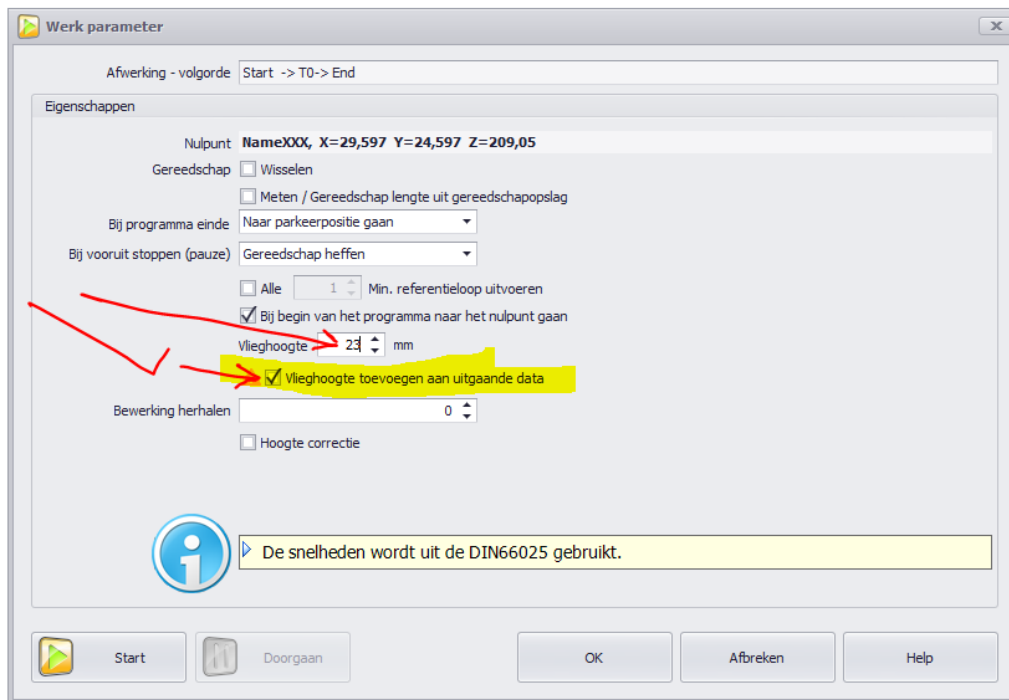 Werk parameter
Afwerking - volgorde Start -> T0-> End
Eigenschappen
Nulpunt NameXXX, X=29,597 Y=24,597 Z=209,05
Gereedschap Wisselen
Meten / Gereedschap lengte uit gereedschapopslag
Bij programma einde Naar parkeerpositie gaan
Bij vooruit stoppen (pauze) Gereedschap heffen
Alle 1 Min. referentieloop uitvoeren
Bij begin van het programma naar het nulpunt gaan
Vlieghoogte 23 mm
Vlieghoogte toevoegen aan uitgaande data
Bewerking herhalen 0
Hoogte correctie
De snelheden wordt uit de DIN66025 gebruikt.
Start Doorgaan OK Afbreken Help